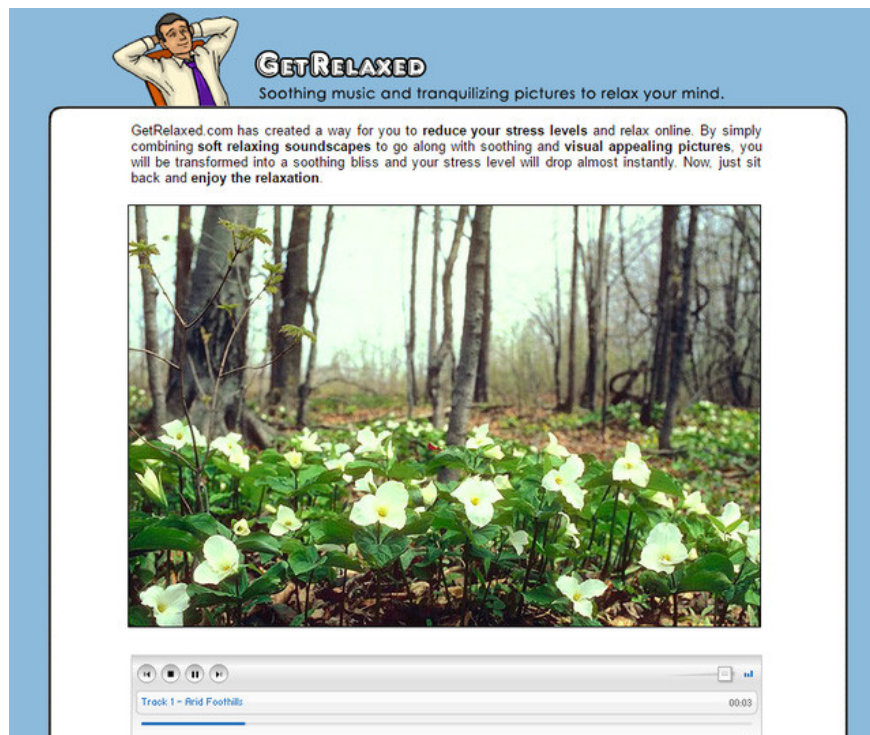 GETRELAXED
Soothing music and tranquilizing pictures to relax your mind.
GetRelaxed.com has created a way for you to reduce your stress levels and relax online. By simply
combining soft relaxing soundscapes to go along with soothing and visual appealing pictures, you
will be transformed into a soothing bliss and your stress level will drop almost instantly. Now, just sit
back and enjoy the relaxation.
Track 1 - Arid Foothills 00:03